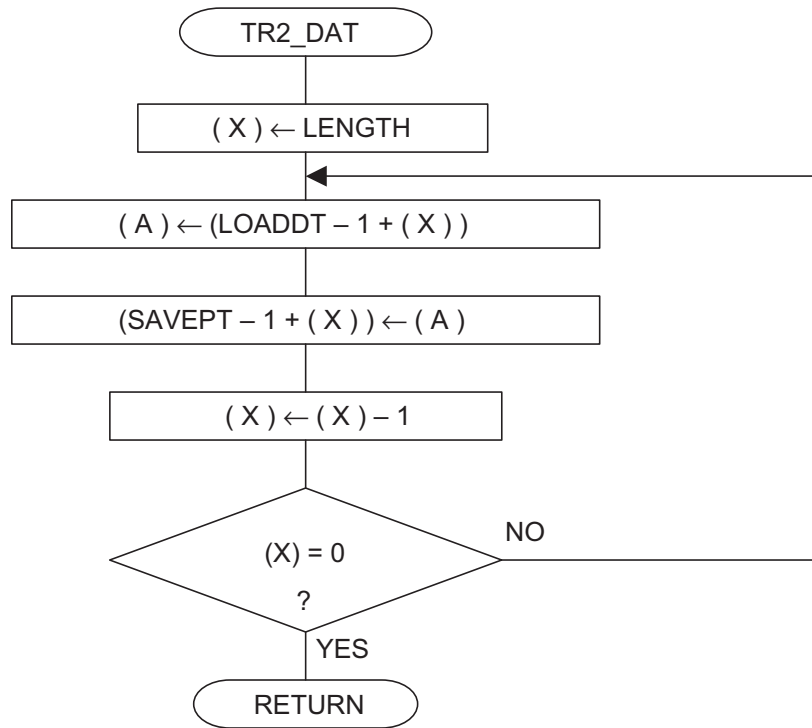 TR2_DAT
( X ) ← LENGTH
( A ) ← (LOADDT – 1 + ( X ) )
(SAVEPT – 1 + ( X ) ) ← ( A )
( X ) ← ( X ) – 1
(X) = 0
?
NO
YES
RETURN